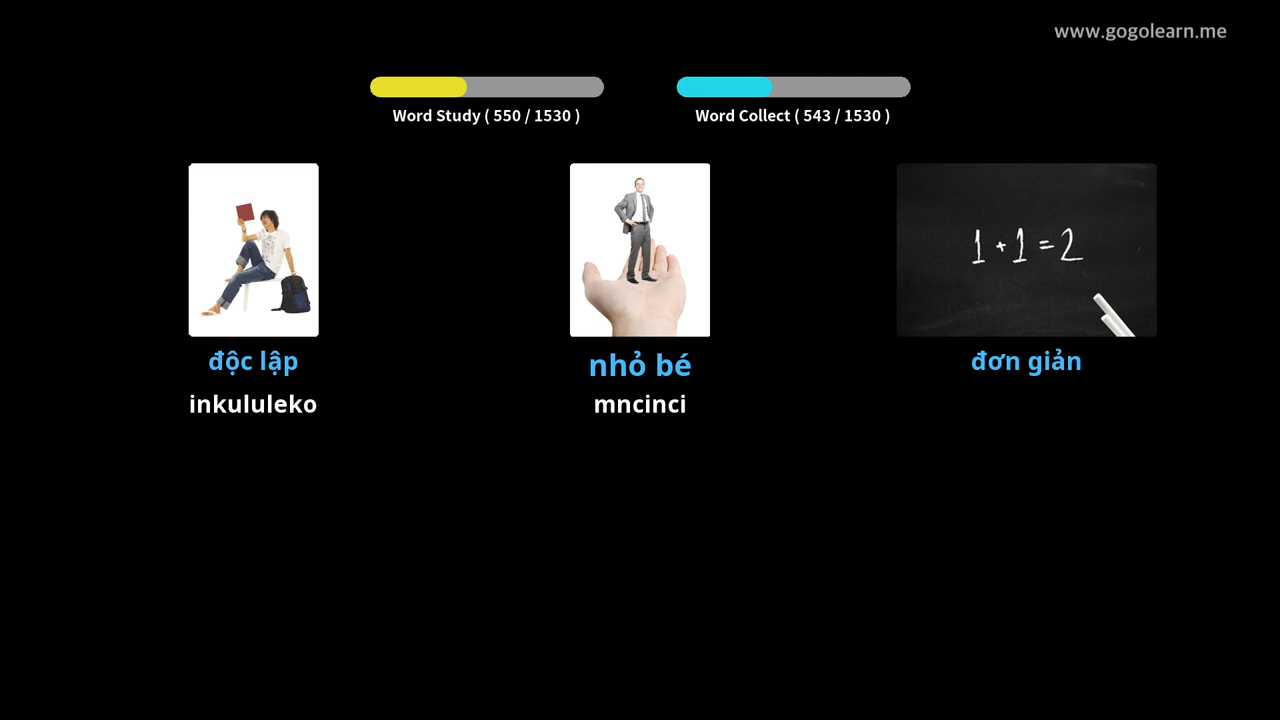 www.gogolearn.me
Word Study ( 550 / 1530 )
Word Collect ( 543 / 1530 )
1 + 1 = 2
độc lập
nhỏ bé
đơn giản
inkululeko
mncinci